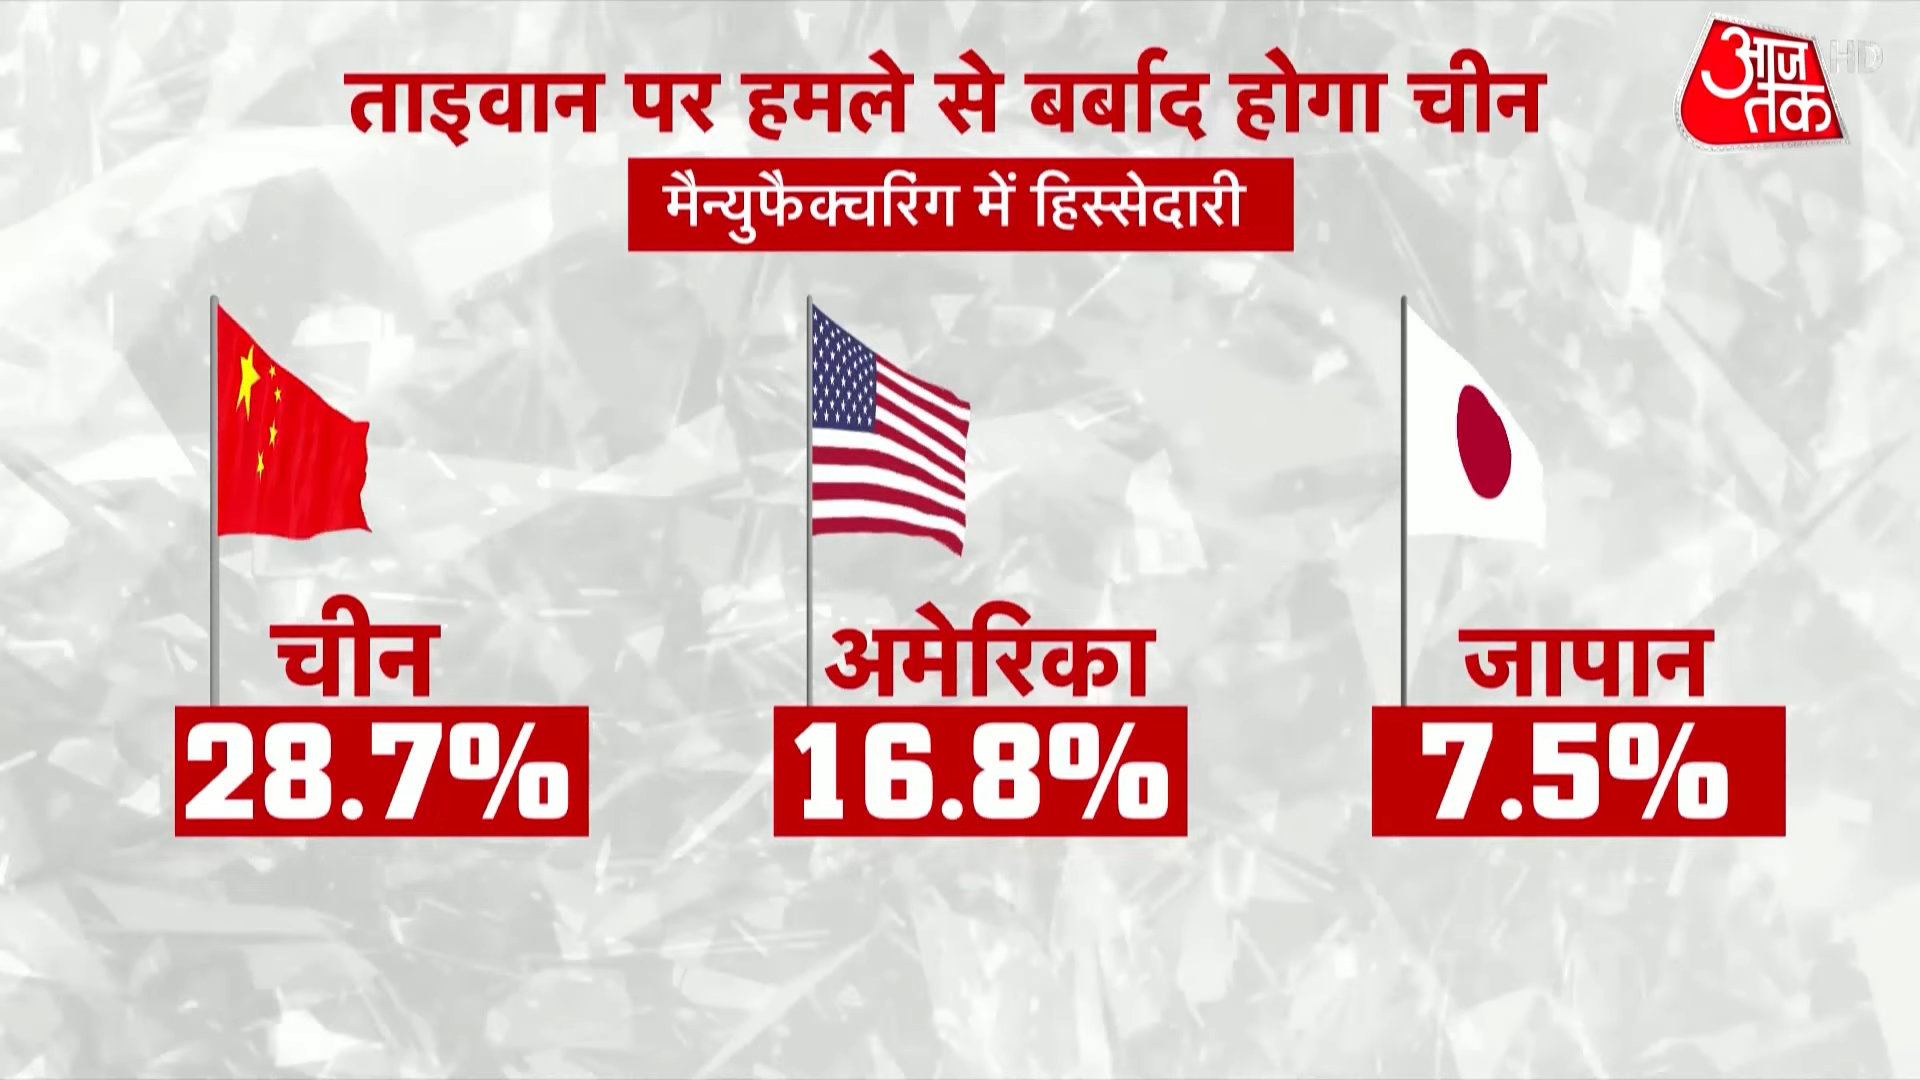 ताइवान पर हमले से बर्बाद होगा चीन
आज तक HD
मैन्युफैक्चरिंग में हिस्सेदारी
चीन
28.7%
अमेरिका
16.8%
जापान
7.5%